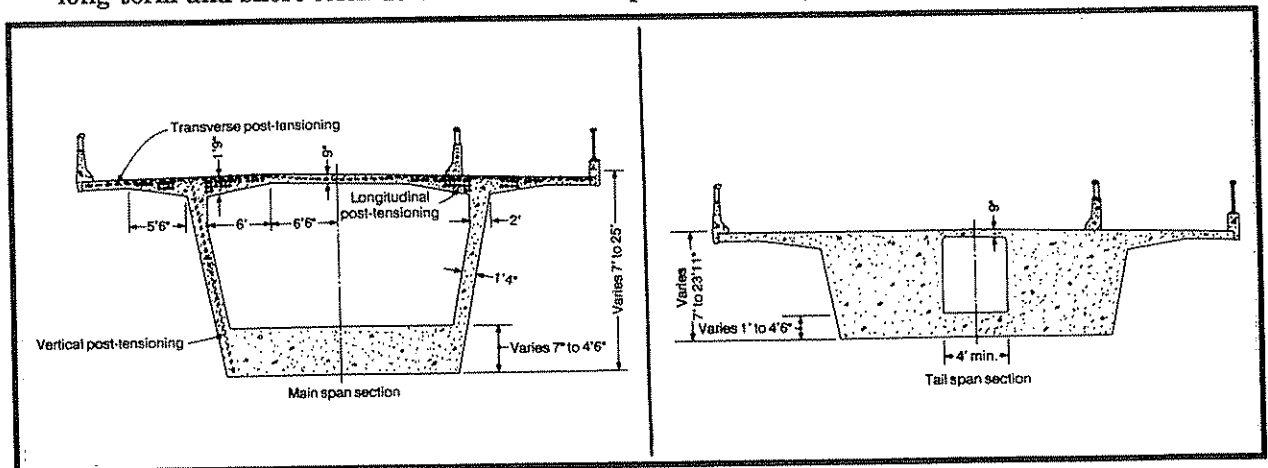 long-term and short-term
Transverse post-tensioning
1'9"
9"
Longitudinal
post-tensioning
5'6"
6'
6'6"
2'
1'4"
Varies 7' to 25'
Vertical post-tensioning
Varies 7" to 4'6"
Main span section
Varies
7' to 23'11"
Varies 1' to 4'6"
4' min.
Tail span section